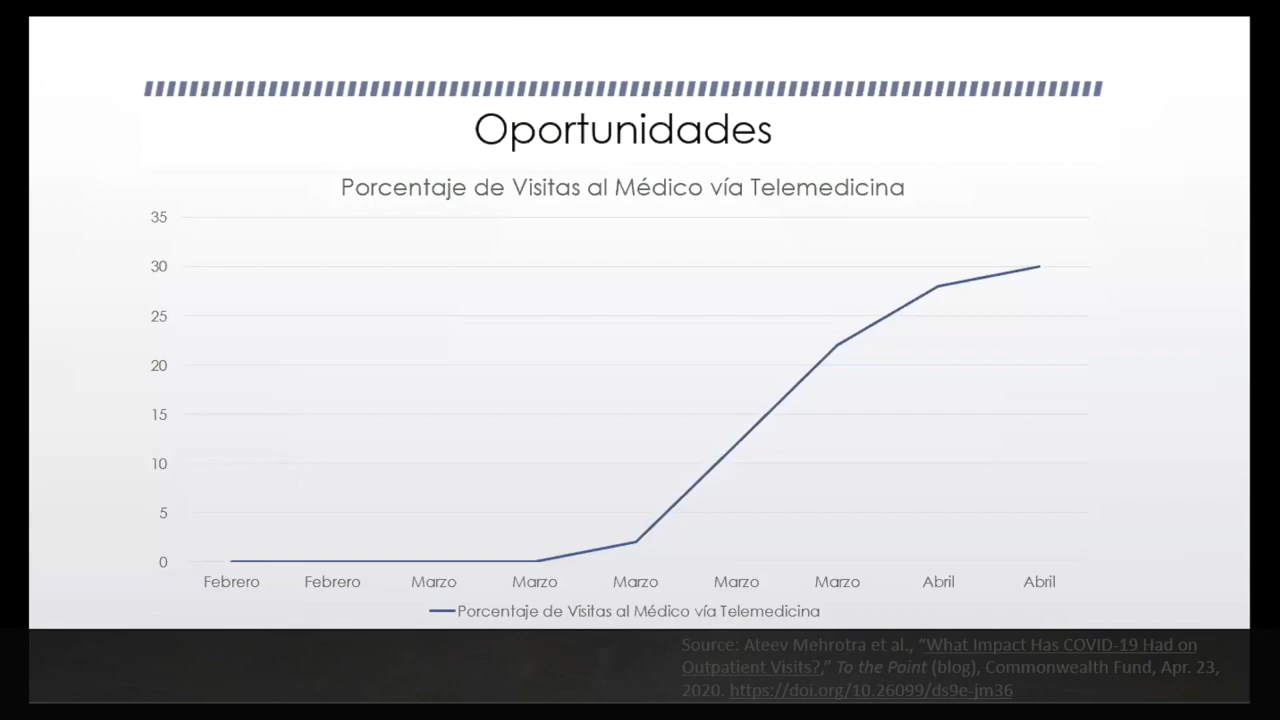 Oportunidades
Porcentaje de Visitas al Médico vía Telemedicina
35
30
25
20
15
10
5
0
Febrero Febrero Marzo Marzo Marzo Marzo Marzo Abril Abril
Porcentaje de Visitas al Médico vía Telemedicina
Source: Ateev Mehrotra et al., “What Impact Has COVID-19 Had on
Outpatient Visits?,” To the Point (blog), Commonwealth Fund, Apr. 23,
2020. https://doi.org/10.26099/ds9e-jm36